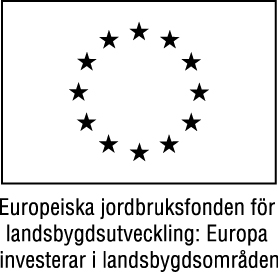 Europeiska jordbruksfonden för
landsbygdsutveckling: Europa
investerar i landsbygdsområden